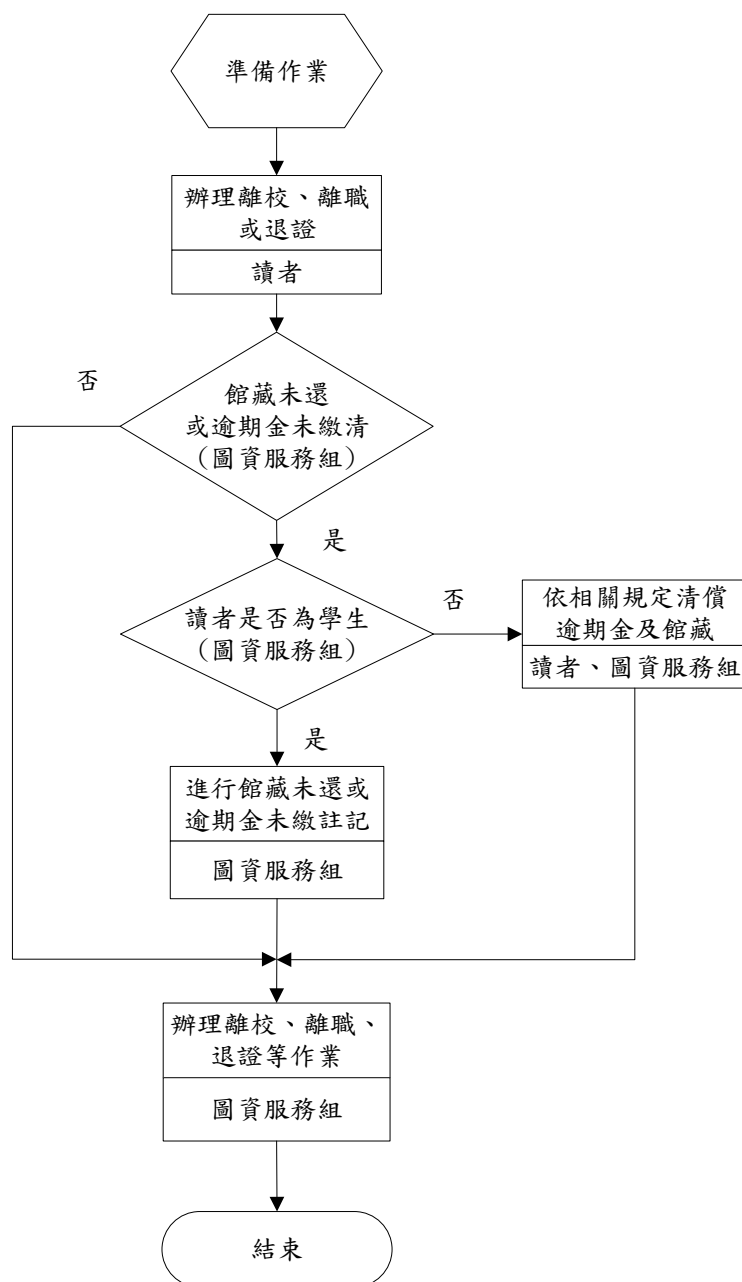 準備作業
辦理離校、離職
或退證
讀者
否
館藏未還
或逾期金未繳清
（圖資服務組）
是
讀者是否為學生
（圖資服務組）
否
依相關規定清償
逾期金及館藏
讀者、圖資服務組
是
進行館藏未還或
逾期金未繳註記
圖資服務組
辦理離校、離職、
退證等作業
圖資服務組
結束